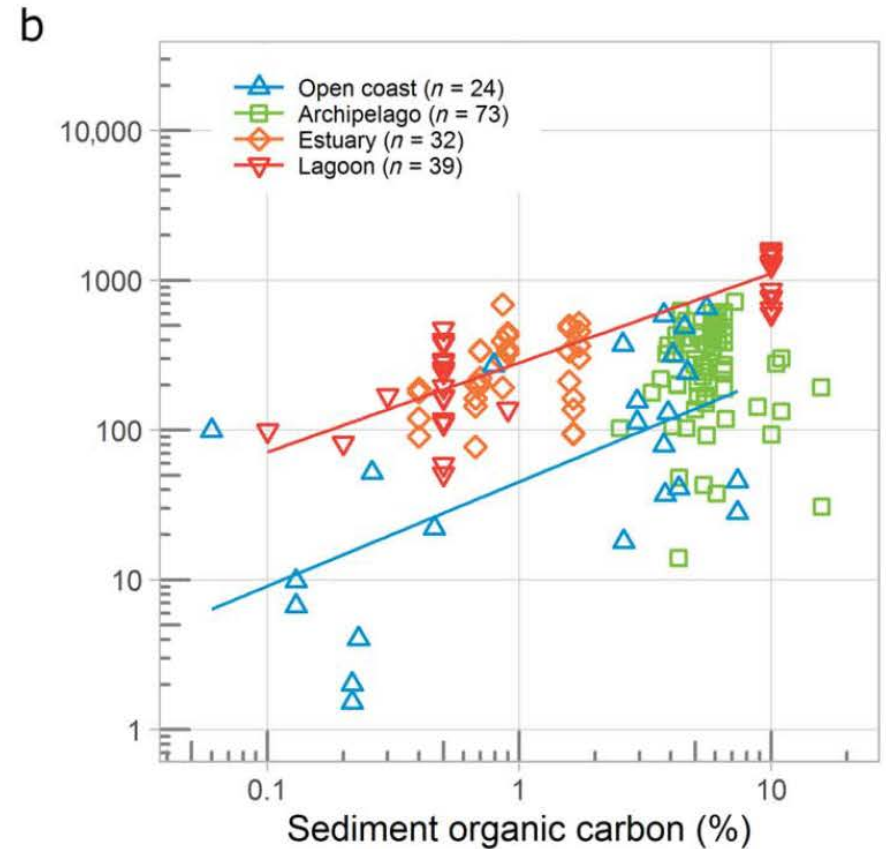 b
Open coast (n = 24)
Archipelago (n = 73)
Estuary (n = 32)
Lagoon (n = 39)
10,000
1000
100
10
1
0.1 1 10
Sediment organic carbon (%)